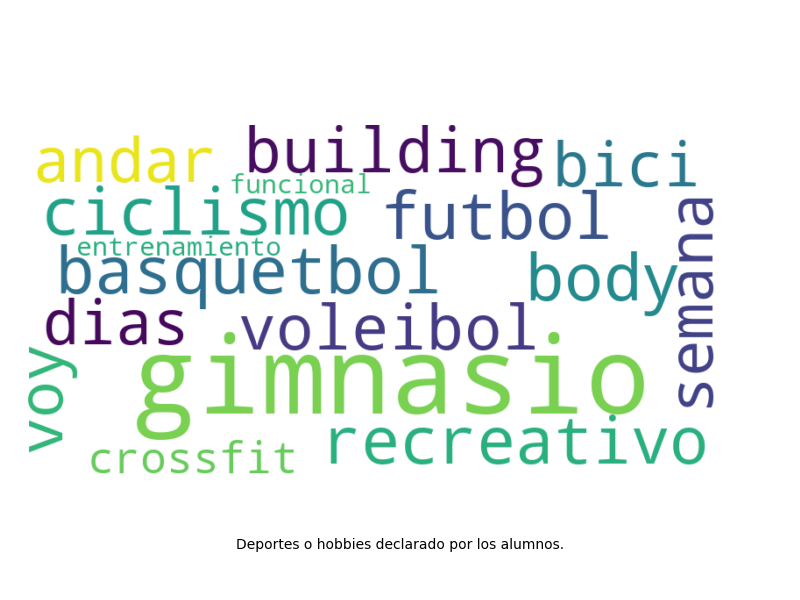 andar
building
bici
funcional
ciclismo
futbol
semana
entrenamiento
basquetbol
body
dias
voleibol
gimnasio
voy
recreativo
crossfit
Deportes o hobbies declarado por los alumnos.